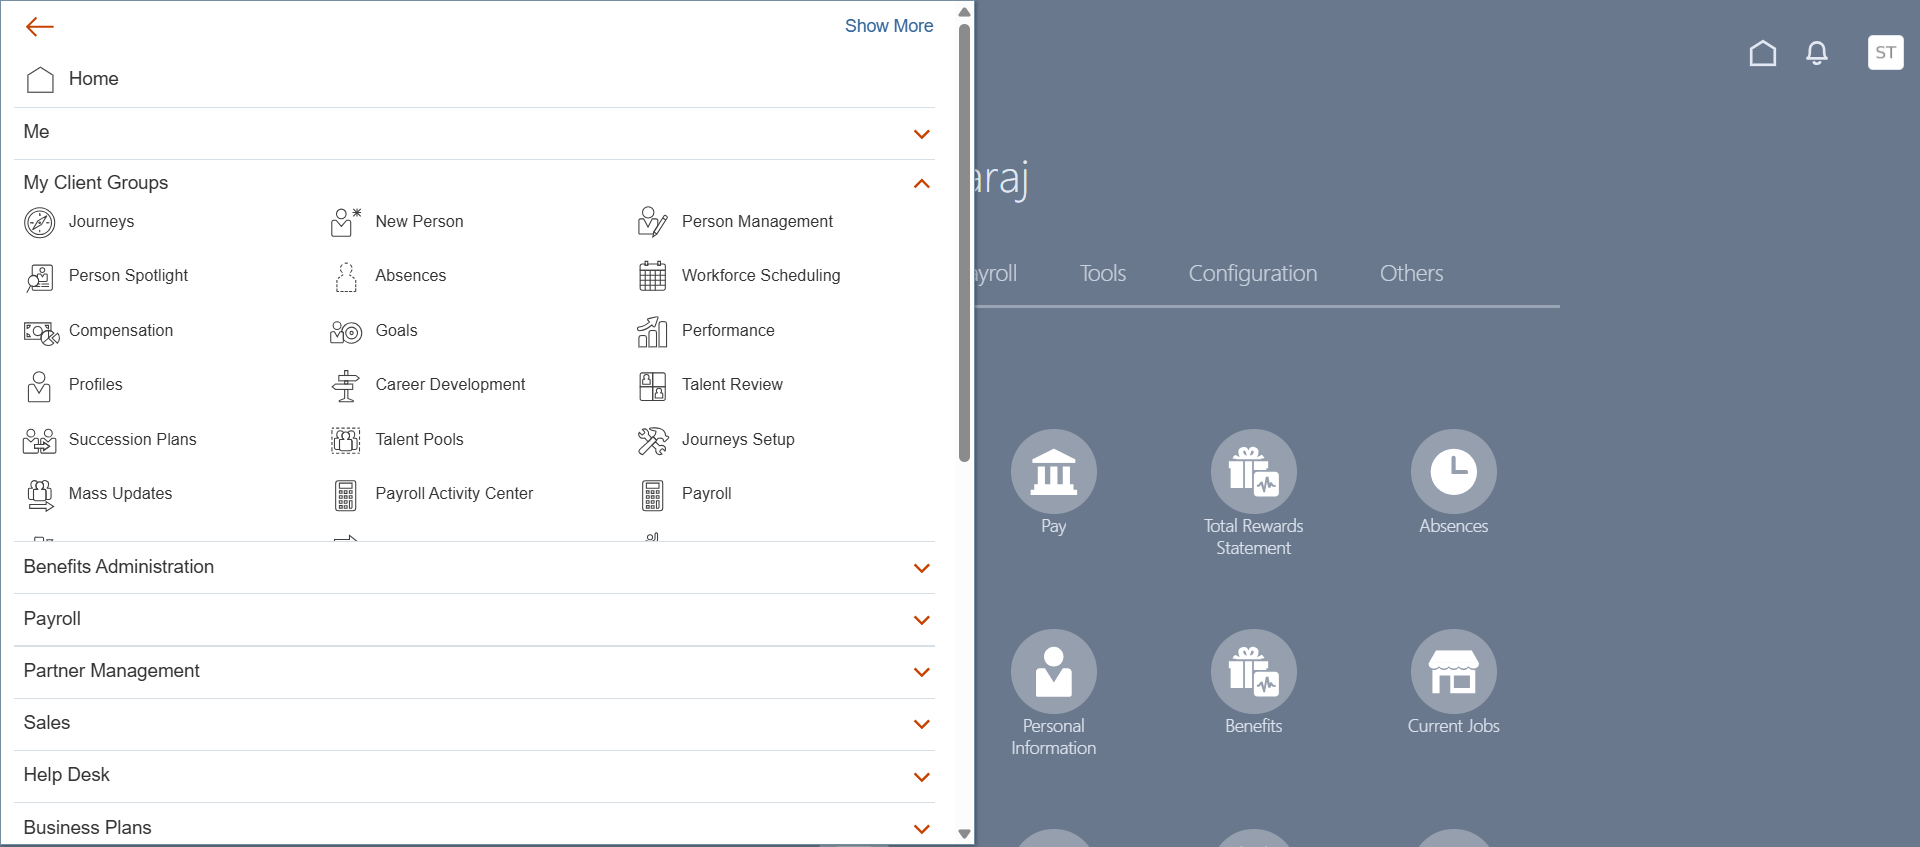 Show More
Home
Me
My Client Groups
Journeys
New Person
Person Management
Person Spotlight
Absences
Workforce Scheduling
Compensation
Goals
Performance
Profiles
Career Development
Talent Review
Succession Plans
Talent Pools
Journeys Setup
Mass Updates
Payroll Activity Center
Payroll
Benefits Administration
Payroll
Partner Management
Sales
Help Desk
Business Plans
ST
araj
ayroll
Tools
Configuration
Others
Pay
Total Rewards
Statement
Absences
Personal
Information
Benefits
Current Jobs